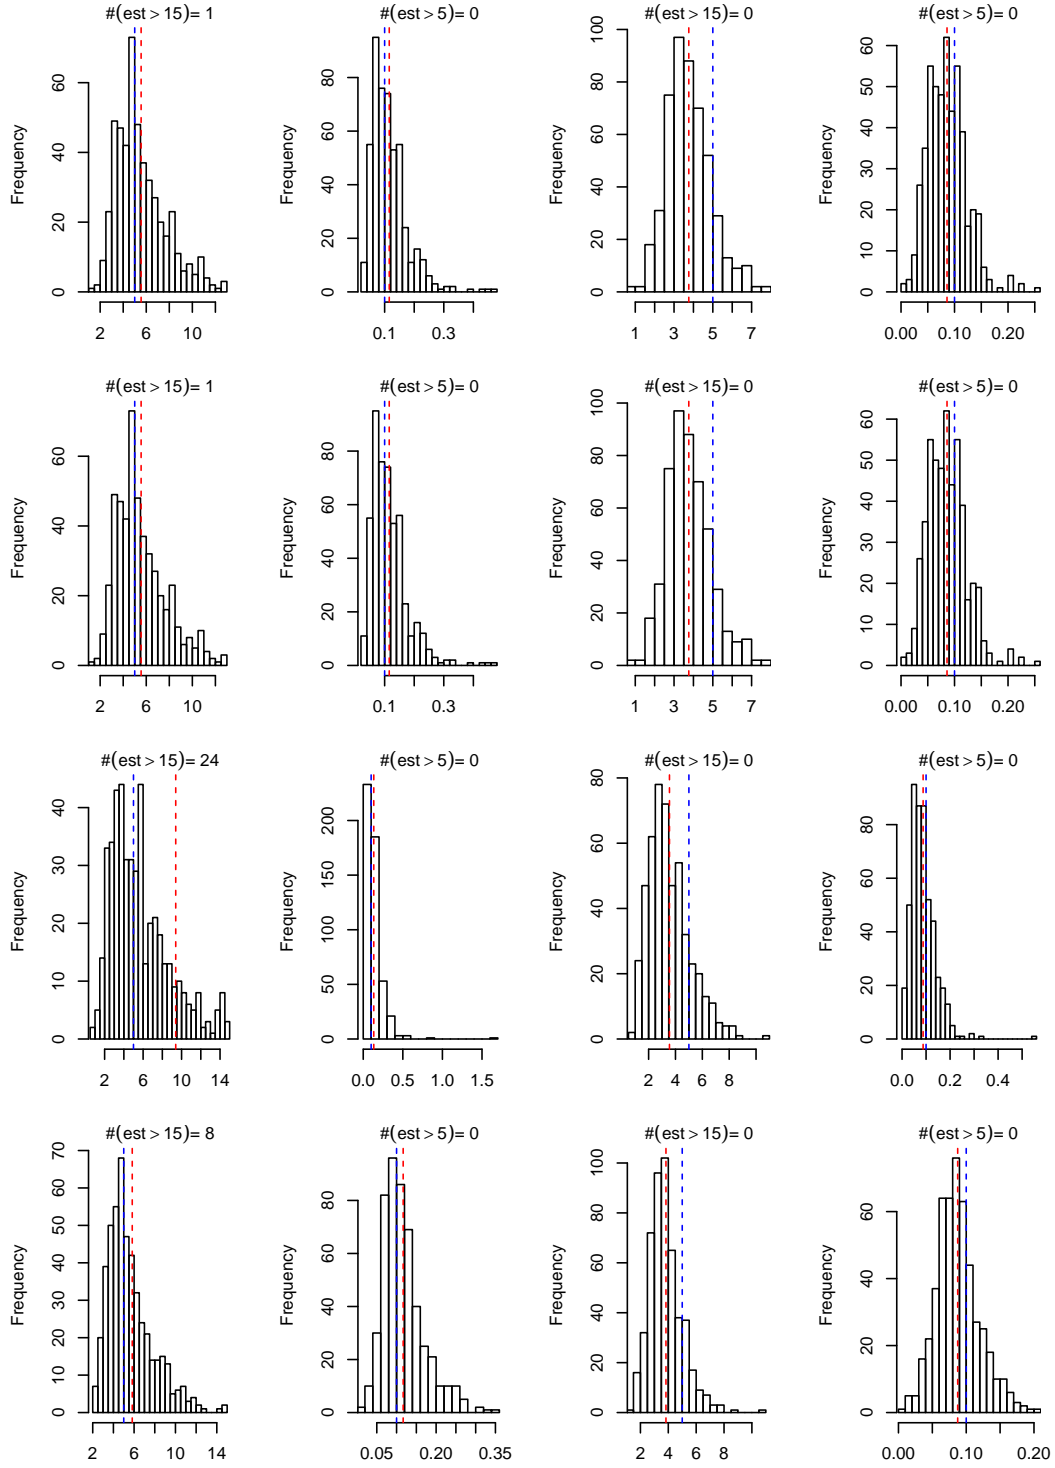 #(est > 15)= 1
Frequency
0 20 40 60
2 6 10
#(est > 5)= 0
Frequency
0 20 40 60 80
0.1 0.3
#(est > 15)= 0
Frequency
0 20 40 60 80 100
1 3 5 7
#(est > 5)= 0
Frequency
0 10 20 30 40 50 60
0.00 0.10 0.20
#(est > 15)= 1
Frequency
0 20 40 60
2 6 10
#(est > 5)= 0
Frequency
0 20 40 60 80
0.1 0.3
#(est > 15)= 0
Frequency
0 20 40 60 80 100
1 3 5 7
#(est > 5)= 0
Frequency
0 10 20 30 40 50 60
0.00 0.10 0.20
#(est > 15)= 24
Frequency
0 10 20 30 40
2 6 10 14
#(est > 5)= 0
Frequency
0 50 100 150 200
0.0 0.5 1.0 1.5
#(est > 15)= 0
Frequency
0 20 40 60 80
2 4 6 8
#(est > 5)= 0
Frequency
0 20 40 60 80
0.0 0.2 0.4
#(est > 15)= 8
Frequency
0 10 20 30 40 50 60 70
2 6 10 14
#(est > 5)= 0
Frequency
0 20 40 60 80
0.05 0.20 0.35
#(est > 15)= 0
Frequency
0 20 40 60 80 100
2 4 6 8
#(est > 5)= 0
Frequency
0 20 40 60
0.00 0.10 0.20